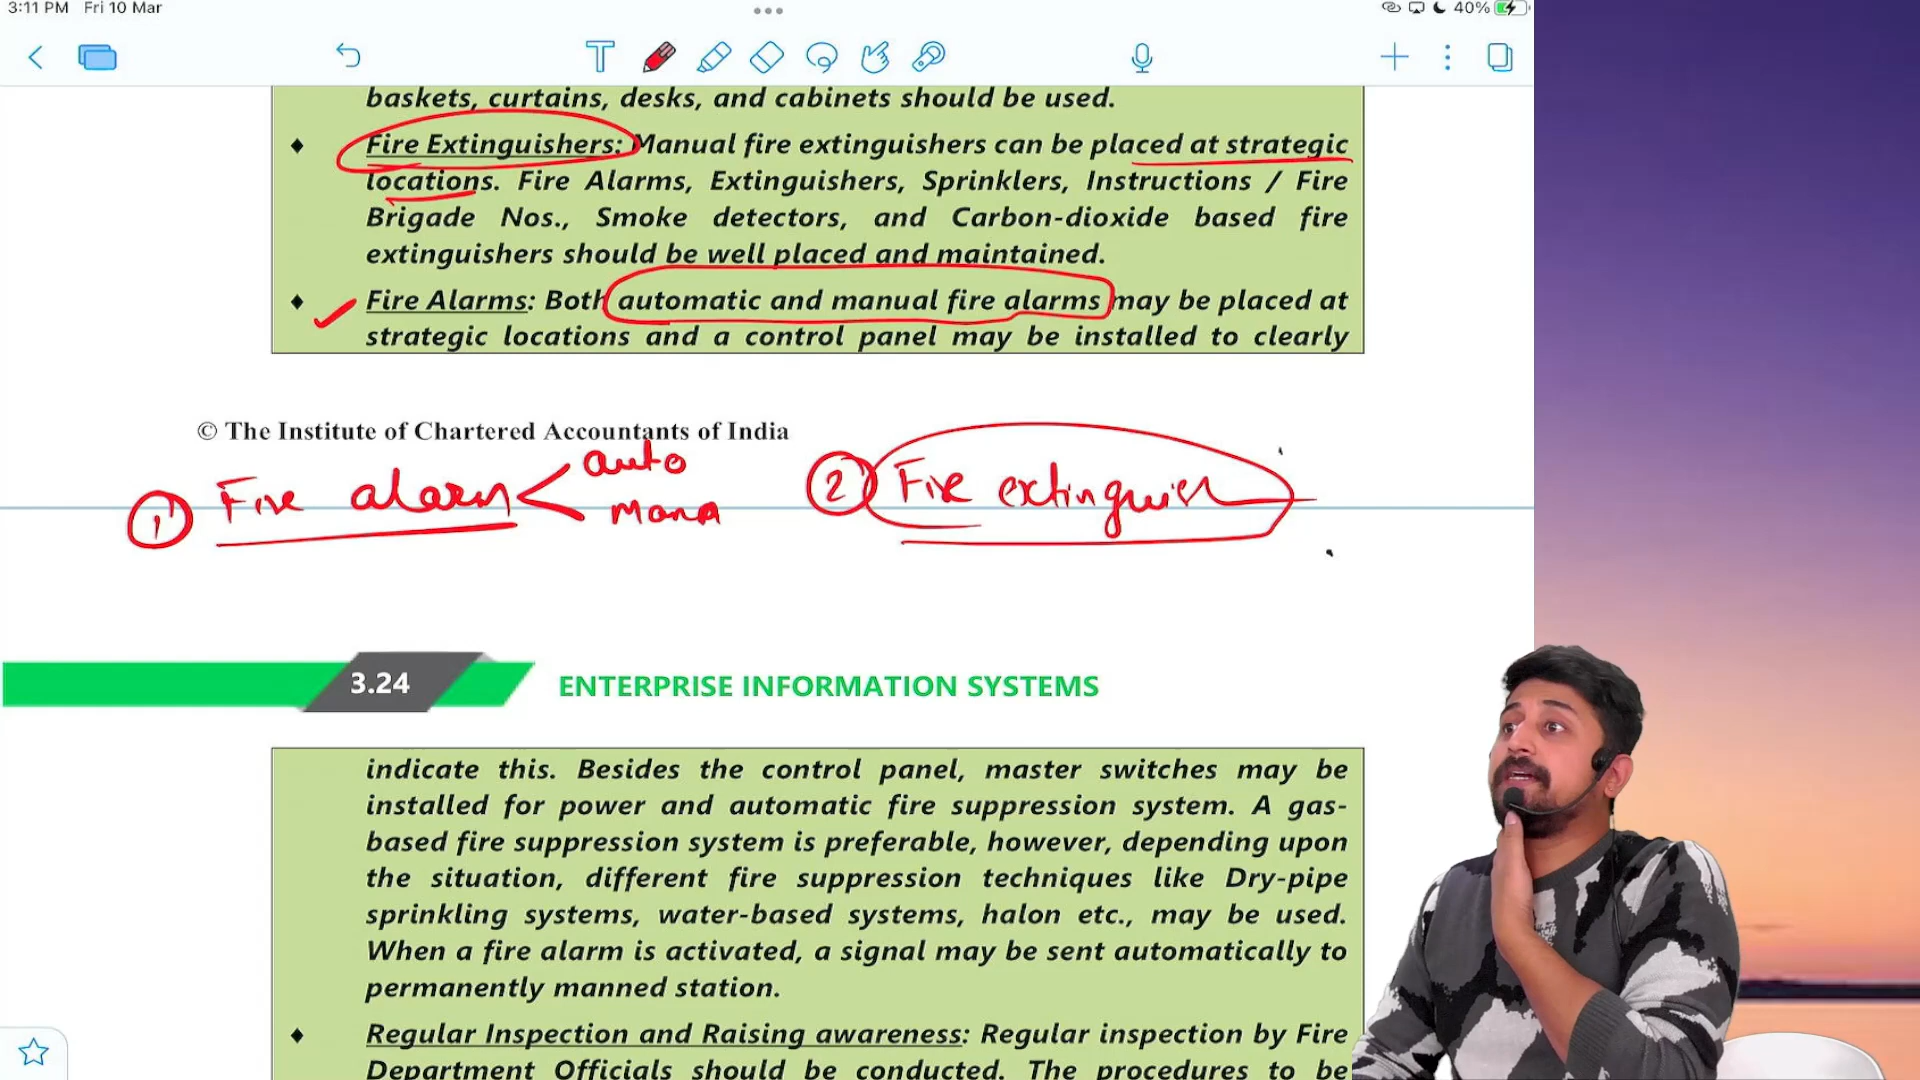 3:11 PM Fri 10 Mar
40%
baskets, curtains, desks, and cabinets should be used.
♦ Fire Extinguishers: Manual fire extinguishers can be placed at strategic
locations. Fire Alarms, Extinguishers, Sprinklers, Instructions / Fire
Brigade Nos., Smoke detectors, and Carbon-dioxide based fire
extinguishers should be well placed and maintained.
♦ Fire Alarms: Both automatic and manual fire alarms may be placed at
strategic locations and a control panel may be installed to clearly
© The Institute of Chartered Accountants of India
① Fire alarm < auto
Mana
② Fire extinguish
3.24 ENTERPRISE INFORMATION SYSTEMS
indicate this. Besides the control panel, master switches may be
installed for power and automatic fire suppression system. A gas-
based fire suppression system is preferable, however, depending upon
the situation, different fire suppression techniques like Dry-pipe
sprinkling systems, water-based systems, halon etc., may be used.
When a fire alarm is activated, a signal may be sent automatically to
permanently manned station.
♦ Regular Inspection and Raising awareness: Regular inspection by Fire
Department Officials should be conducted. The procedures to be